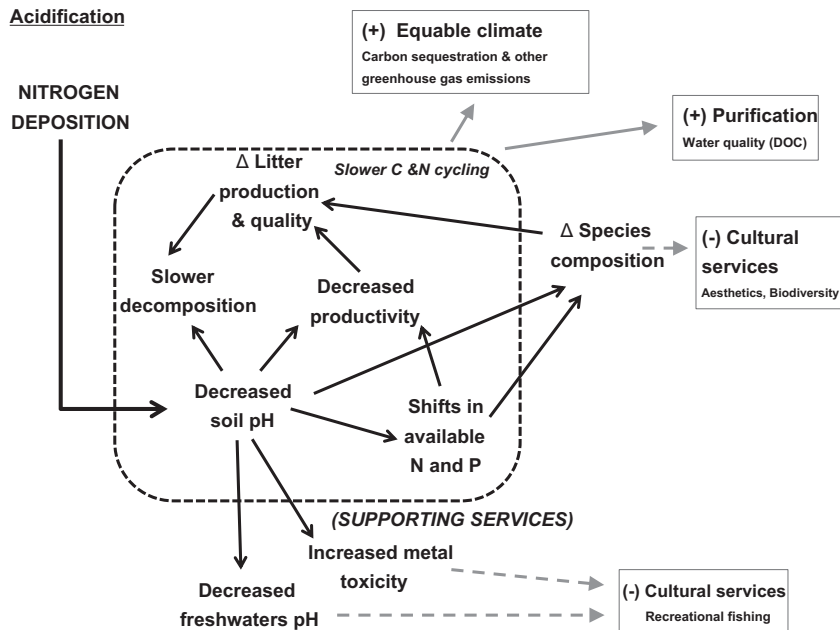 Acidification
NITROGEN
DEPOSITION
(+) Equable climate
Carbon sequestration & other
greenhouse gas emissions
(+) Purification
Water quality (DOC)
Δ Litter
production
& quality
Slower C &N cycling
Δ Species
composition
(-) Cultural
services
Aesthetics, Biodiversity
Slower
decomposition
Decreased
productivity
Decreased
soil pH
Shifts in
available
N and P
(SUPPORTING SERVICES)
Increased metal
toxicity
Decreased
freshwaters pH
(-) Cultural services
Recreational fishing